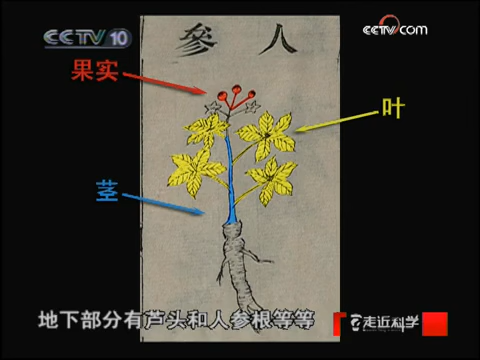 CCTV 10
cctv.com
參人
果实
叶
茎
地下部分有芦头和人参根等等
走近科学